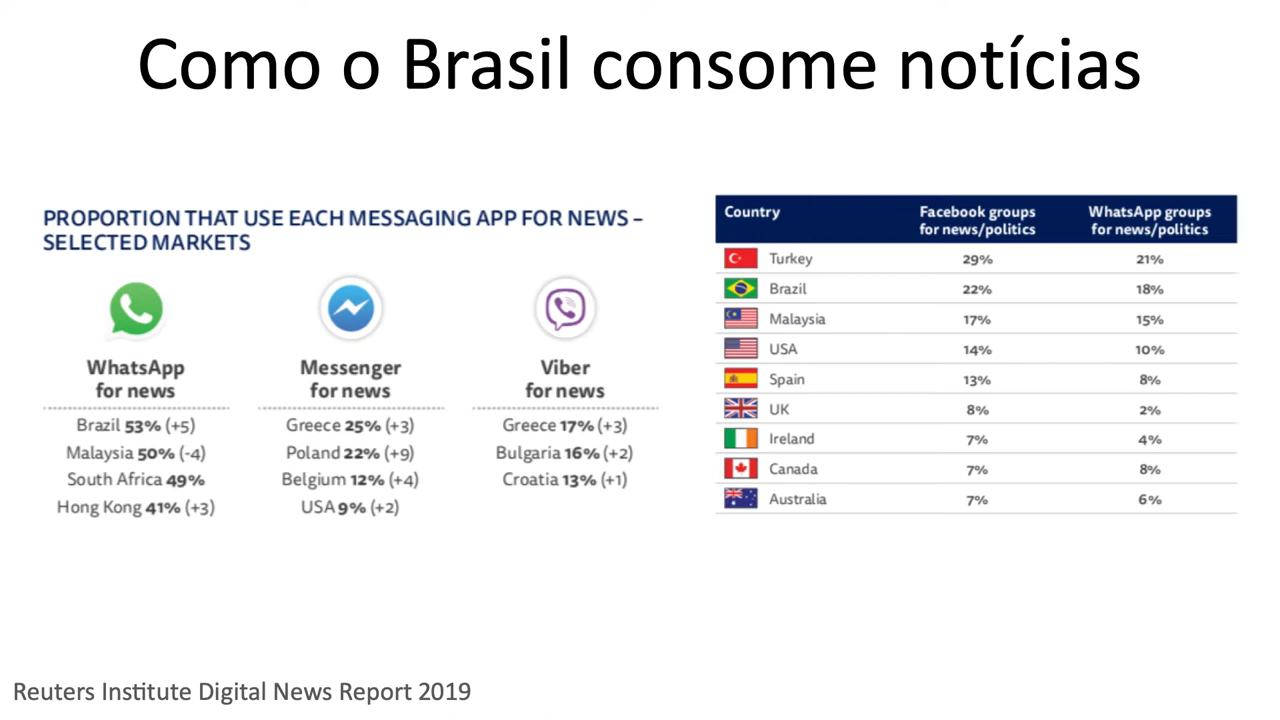 Como o Brasil consome notícias
PROPORTION THAT USE EACH MESSAGING APP FOR NEWS –
SELECTED MARKETS
WhatsApp
for news
Brazil 53% (+5)
Malaysia 50% (-4)
South Africa 49%
Hong Kong 41% (+3)
Messenger
for news
Greece 25% (+3)
Poland 22% (+9)
Belgium 12% (+4)
USA 9% (+2)
Viber
for news
Greece 17% (+3)
Bulgaria 16% (+2)
Croatia 13% (+1)
Country Facebook groups WhatsApp groups
for news/politics for news/politics
Turkey 29% 21%
Brazil 22% 18%
Malaysia 17% 15%
USA 14% 10%
Spain 13% 8%
UK 8% 2%
Ireland 7% 4%
Canada 7% 8%
Australia 7% 6%
Reuters Institute Digital News Report 2019